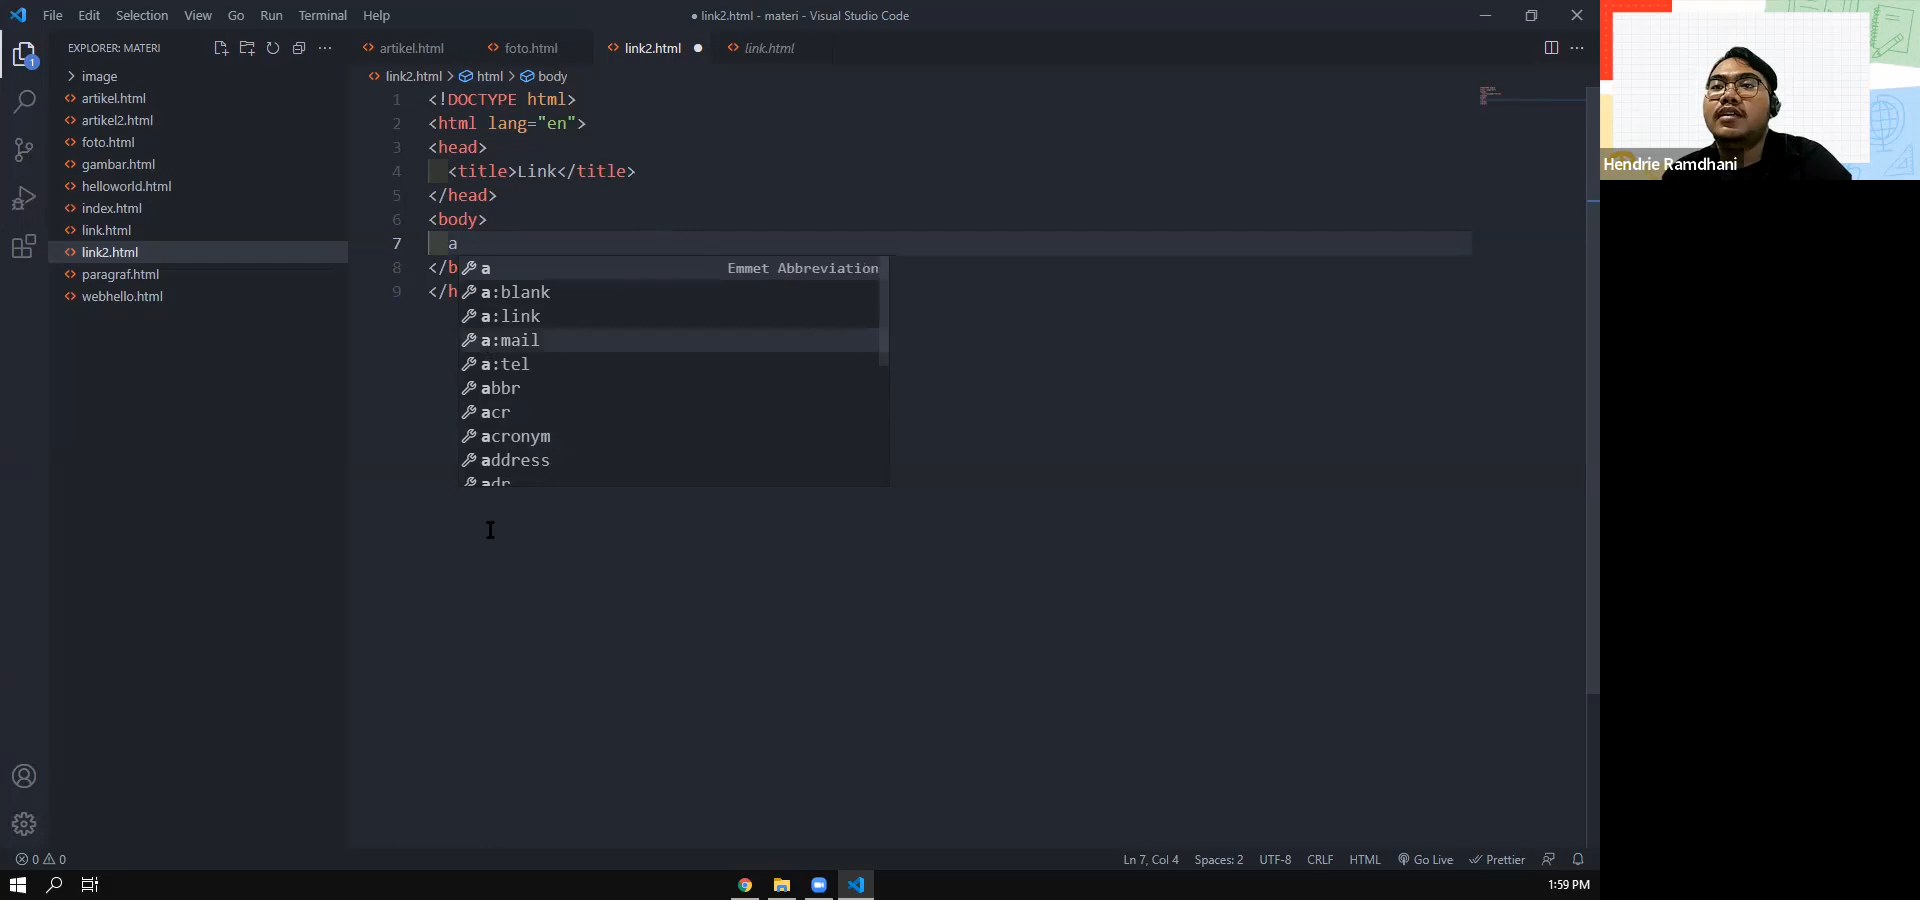 File Edit Selection View Go Run Terminal Help
● link2.html - materi - Visual Studio Code
EXPLORER: MATERI
image
artikel.html
artikel2.html
foto.html
gambar.html
helloworld.html
index.html
link.html
link2.html
paragraf.html
webhello.html
1
artikel.html foto.html link2.html ● link.html
link2.html > html > body
1 <!DOCTYPE html>
2 <html lang="en">
3 <head>
4 <title>Link</title>
5 </head>
6 <body>
7 a
8 </b
9 </h
a Emmet Abbreviation
a:blank
a:link
a:mail
a:tel
abbr
acr
acronym
address
adr
Hendrie Ramdhani
0 0
Ln 7, Col 4 Spaces: 2 UTF-8 CRLF HTML Go Live Prettier
1:59 PM